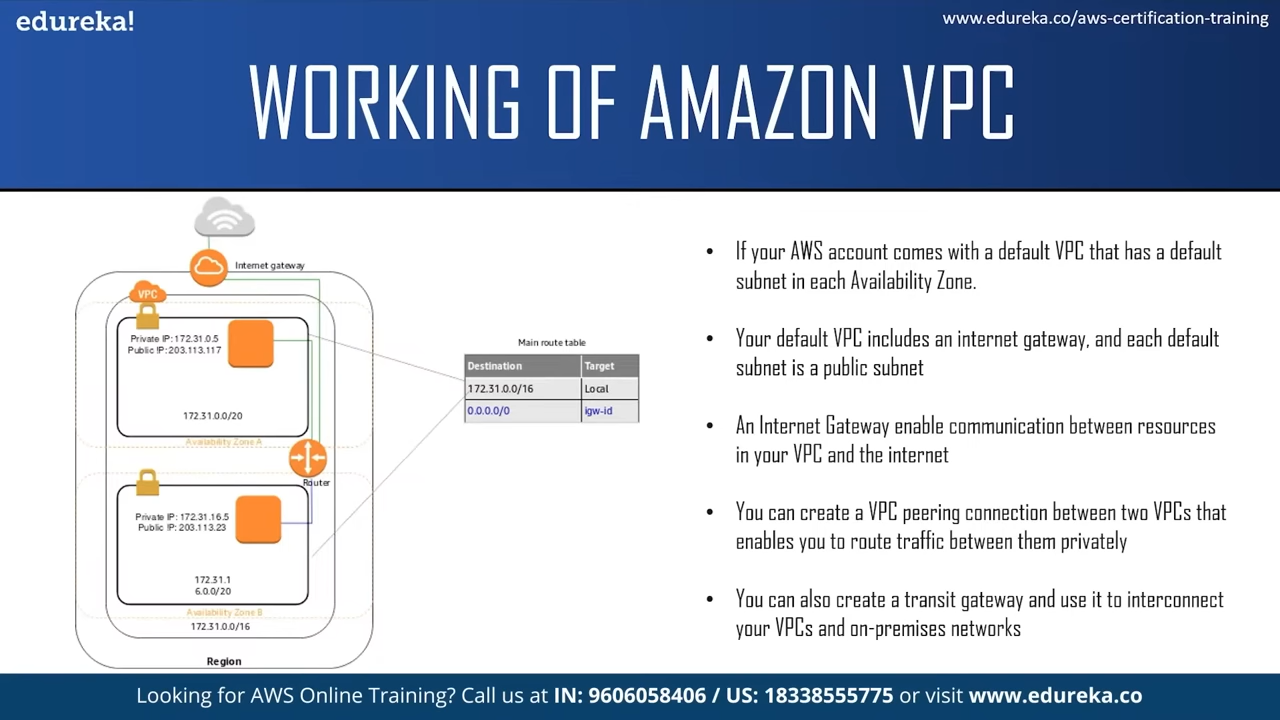 edureka!
www.edureka.co/aws-certification-training
WORKING OF AMAZON VPC
Internet gateway
VPC
Private IP: 172.31.0.5
Public IP: 203.113.117
172.31.0.0/20
Availability Zone A
Router
Private IP: 172.31.16.5
Public IP: 203.113.23
172.31.1
6.0.0/20
Availability Zone B
172.31.0.0/16
Region
Main route table
Destination Target
172.31.0.0/16 Local
0.0.0.0/0 igw-id
• If your AWS account comes with a default VPC that has a default
subnet in each Availability Zone.
• Your default VPC includes an internet gateway, and each default
subnet is a public subnet
• An Internet Gateway enable communication between resources
in your VPC and the internet
• You can create a VPC peering connection between two VPCs that
enables you to route traffic between them privately
• You can also create a transit gateway and use it to interconnect
your VPCs and on-premises networks
Looking for AWS Online Training? Call us at IN: 9606058406 / US: 18338555775 or visit www.edureka.co